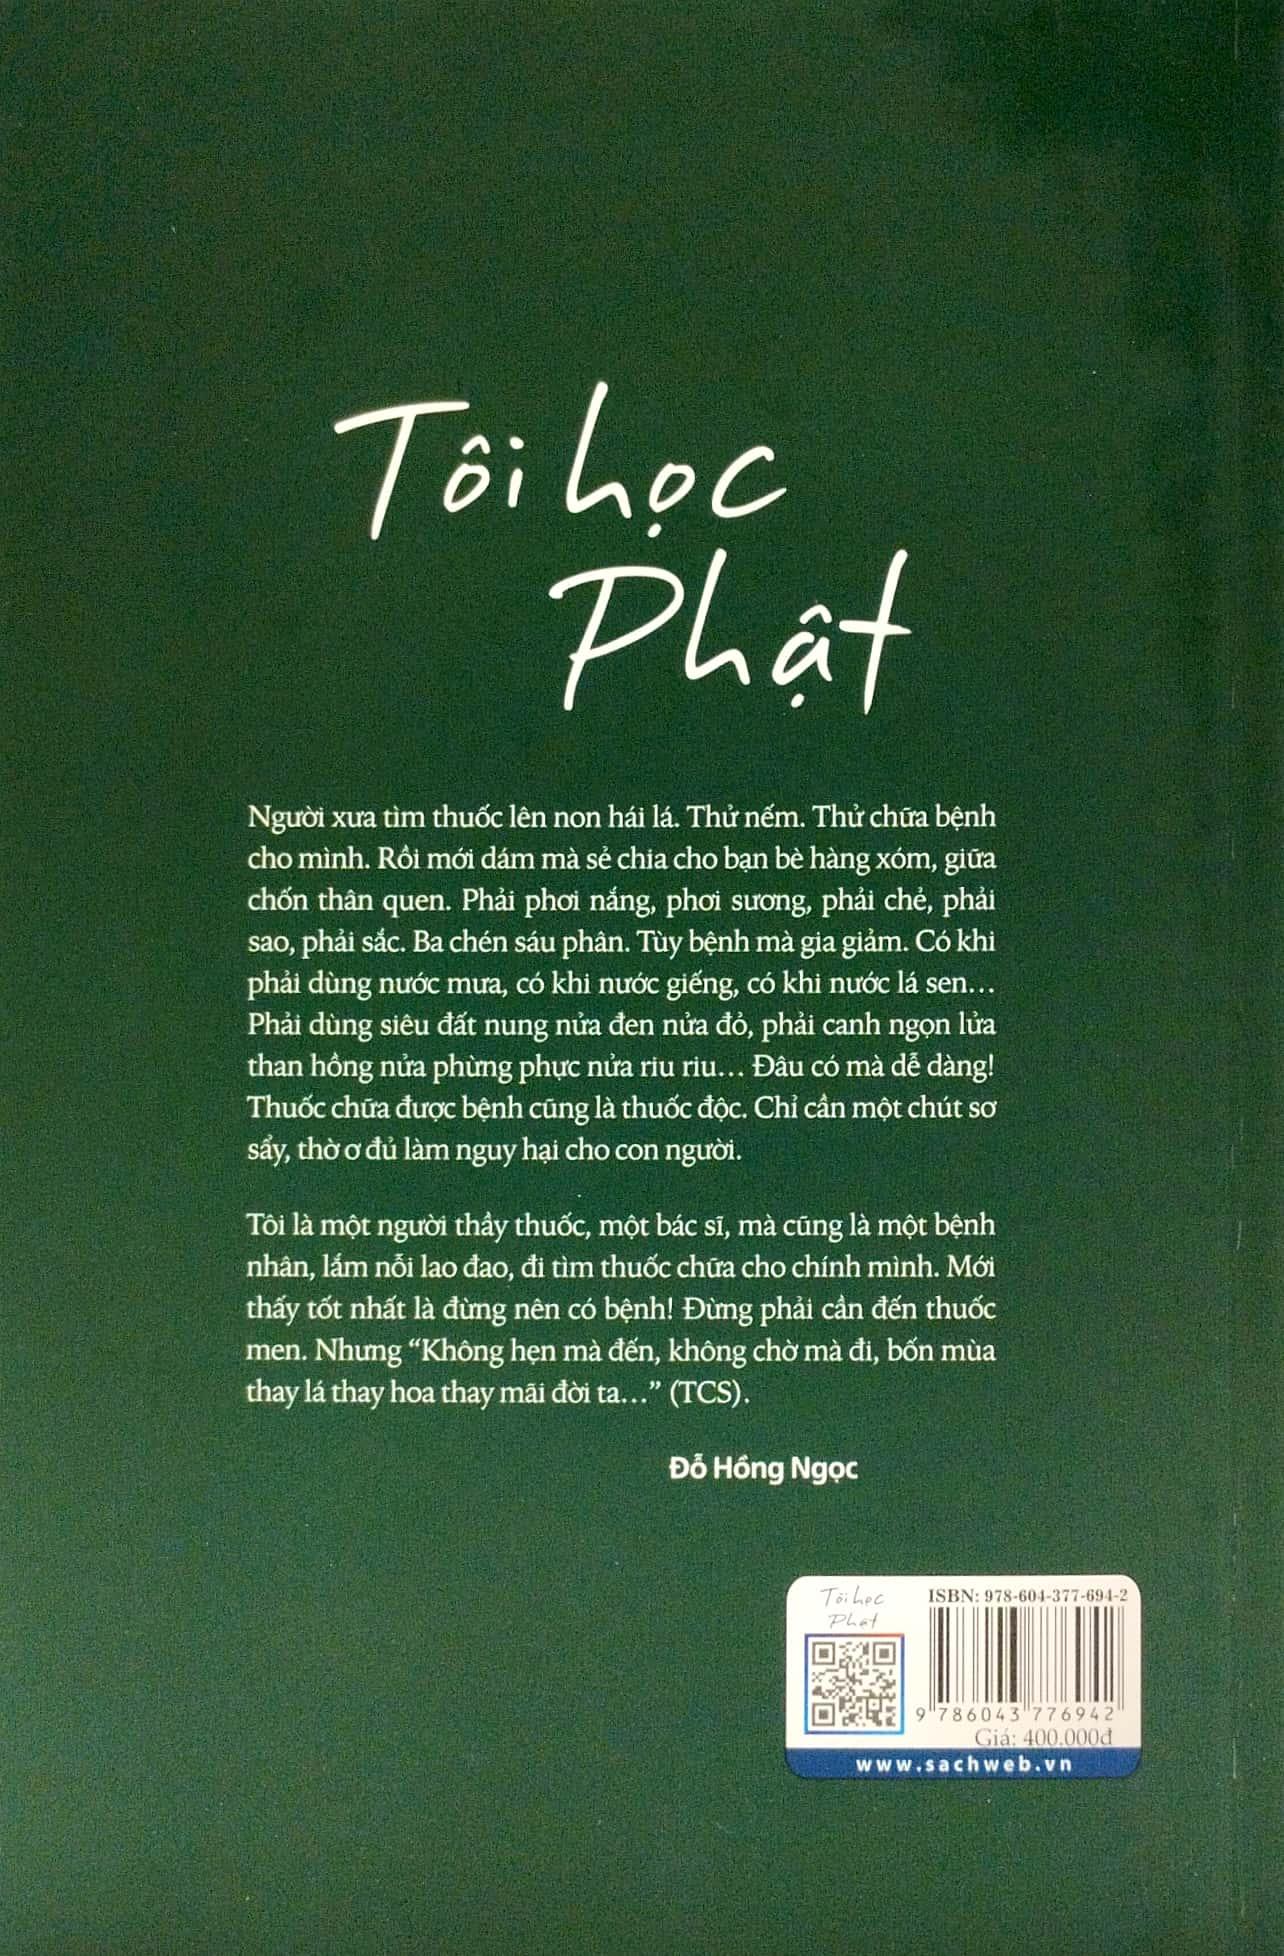 Tôi học
Phật
Người xưa tìm thuốc lên non hái lá. Thử nếm. Thử chữa bệnh
cho mình. Rồi mới dám mà sẻ chia cho bạn bè hàng xóm, giữa
chốn thân quen. Phải phơi nắng, phơi sương, phải chẻ, phải
sao, phải sắc. Ba chén sáu phân. Tùy bệnh mà gia giảm. Có khi
phải dùng nước mưa, có khi nước giếng, có khi nước lá sen…
Phải dùng siêu đất nung nửa đen nửa đỏ, phải canh ngọn lửa
than hồng nửa phừng phực nửa riu riu… Đâu có mà dễ dàng!
Thuốc chữa được bệnh cũng là thuốc độc. Chỉ cần một chút sơ
sẩy, thờ ơ đủ làm nguy hại cho con người.
Tôi là một người thầy thuốc, một bác sĩ, mà cũng là một bệnh
nhân, lắm nỗi lao đao, đi tìm thuốc chữa cho chính mình. Mới
thấy tốt nhất là đừng nên có bệnh! Đừng phải cần đến thuốc
men. Nhưng “Không hẹn mà đến, không chờ mà đi, bốn mùa
thay lá thay hoa thay mãi đời ta…” (TCS).
Đỗ Hồng Ngọc
Tôi học
Phật
ISBN: 978-604-377-694-2
9 786043 776942
Giá: 400.000đ
www.sachweb.vn